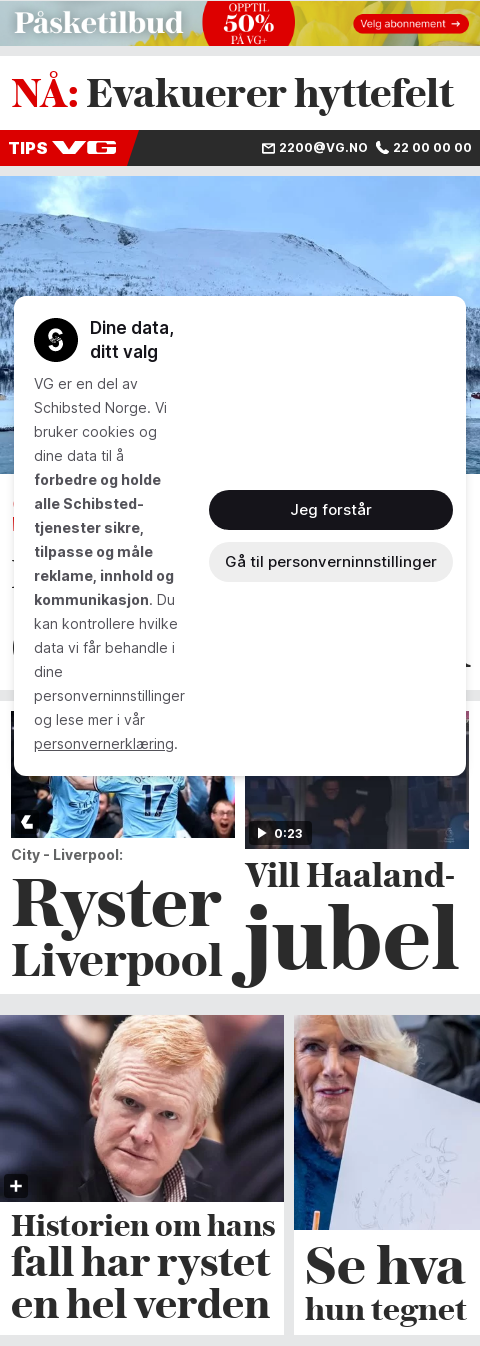 Påsketilbud
OPPTIL
50%
PÅ VG+
Velg abonnement →
NÅ: Evakuerer hyttefelt
TIPS VG
2200@VG.NO
22 00 00 00
Dine data,
ditt valg
VG er en del av
Schibsted Norge. Vi
bruker cookies og
dine data til å
forbedre og holde
alle Schibsted-
tjenester sikre,
tilpasse og måle
reklame, innhold og
kommunikasjon. Du
kan kontrollere hvilke
data vi får behandle i
dine
personverninnstillinger
og lese mer i vår
personvernerklæring.
Jeg forstår
Gå til personverninnstillinger
17
0:23
City - Liverpool:
Ryster
Liverpool
Vill Haaland-
jubel
Historien om hans
fall har rystet
en hel verden
Se hva
hun tegnet